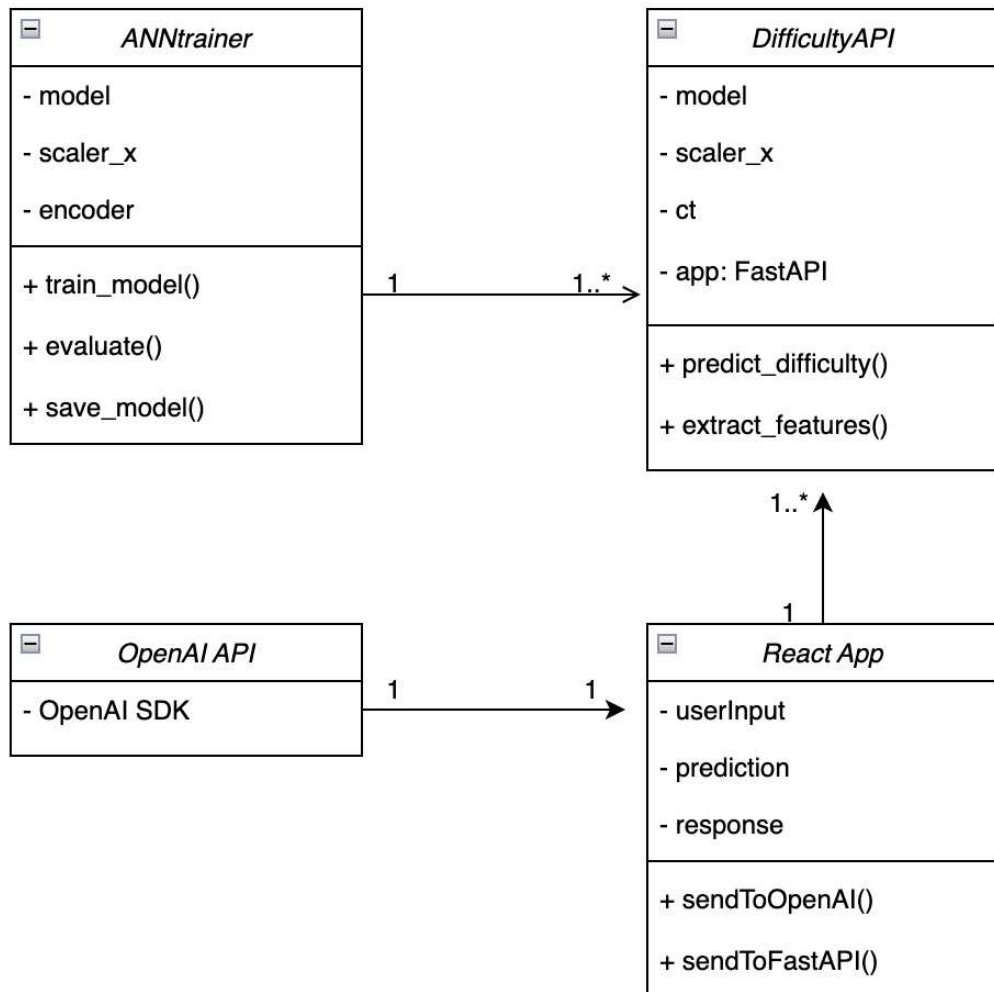 ANNtrainer
- model
- scaler_x
- encoder
+ train_model()
+ evaluate()
+ save_model()
1
1..*
DifficultyAPI
- model
- scaler_x
- ct
- app: FastAPI
+ predict_difficulty()
+ extract_features()
1..*
1
OpenAI API
- OpenAI SDK
1
1
React App
- userInput
- prediction
- response
+ sendToOpenAI()
+ sendToFastAPI()